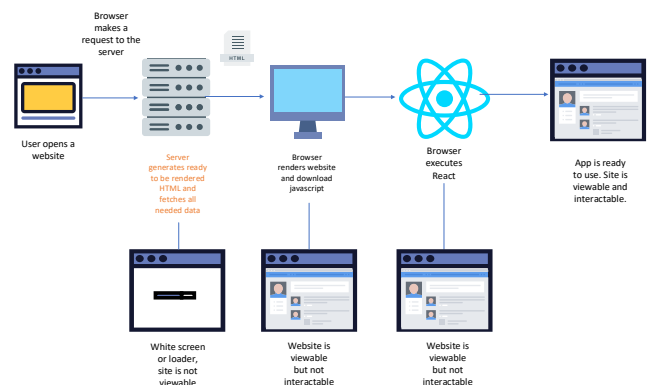 Browser
makes a
request to the
server
HTML
User opens a
website
Server
generates ready
to be rendered
HTML and
fetches all
needed data
Browser
renders website
and download
javascript
Browser
executes
React
App is ready
to use. Site is
viewable and
interactable.
White screen
or loader,
site is not
viewable
Website is
viewable
but not
interactable
Website is
viewable
but not
interactable